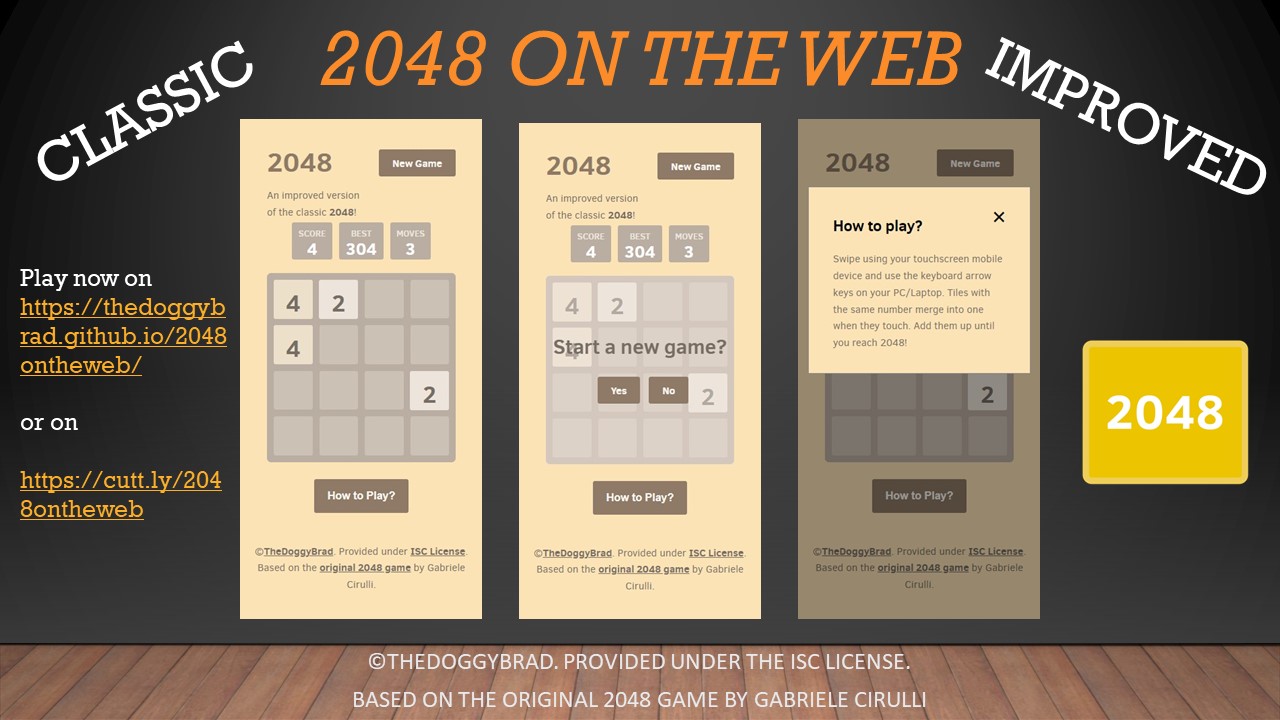 CLASSIC
2048 ON THE WEB
IMPROVED
Play now on
https://thedoggyb
rad.github.io/2048
ontheweb/
or on
https://cutt.ly/204
8ontheweb
2048
New Game
An improved version
of the classic 2048!
SCORE BEST MOVES
4 304 3
4 2
4
2
How to Play?
©TheDoggyBrad. Provided under ISC License.
Based on the original 2048 game by Gabriele
Cirulli.
2048
New Game
An improved version
of the classic 2048!
SCORE BEST MOVES
4 304 3
4 2
4
Start a new game?
Yes No
2
How to Play?
©TheDoggyBrad. Provided under ISC License.
Based on the original 2048 game by Gabriele
Cirulli.
2048
New Game
How to play?
Swipe using your touchscreen mobile
device and use the keyboard arrow
keys on your PC/Laptop. Tiles with
the same number merge into one
when they touch. Add them up until
you reach 2048!
2
How to Play?
©TheDoggyBrad. Provided under ISC License.
Based on the original 2048 game by Gabriele
Cirulli.
2048
©THEDOGGYBRAD. PROVIDED UNDER THE ISC LICENSE.
BASED ON THE ORIGINAL 2048 GAME BY GABRIELE CIRULLI